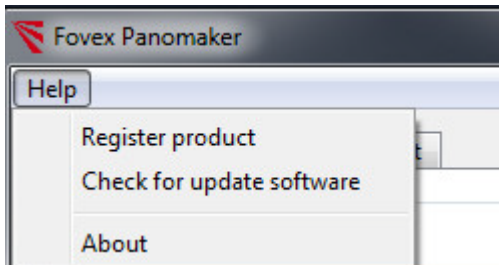 Fovex Panomaker
Help
Register product
Check for update software
About